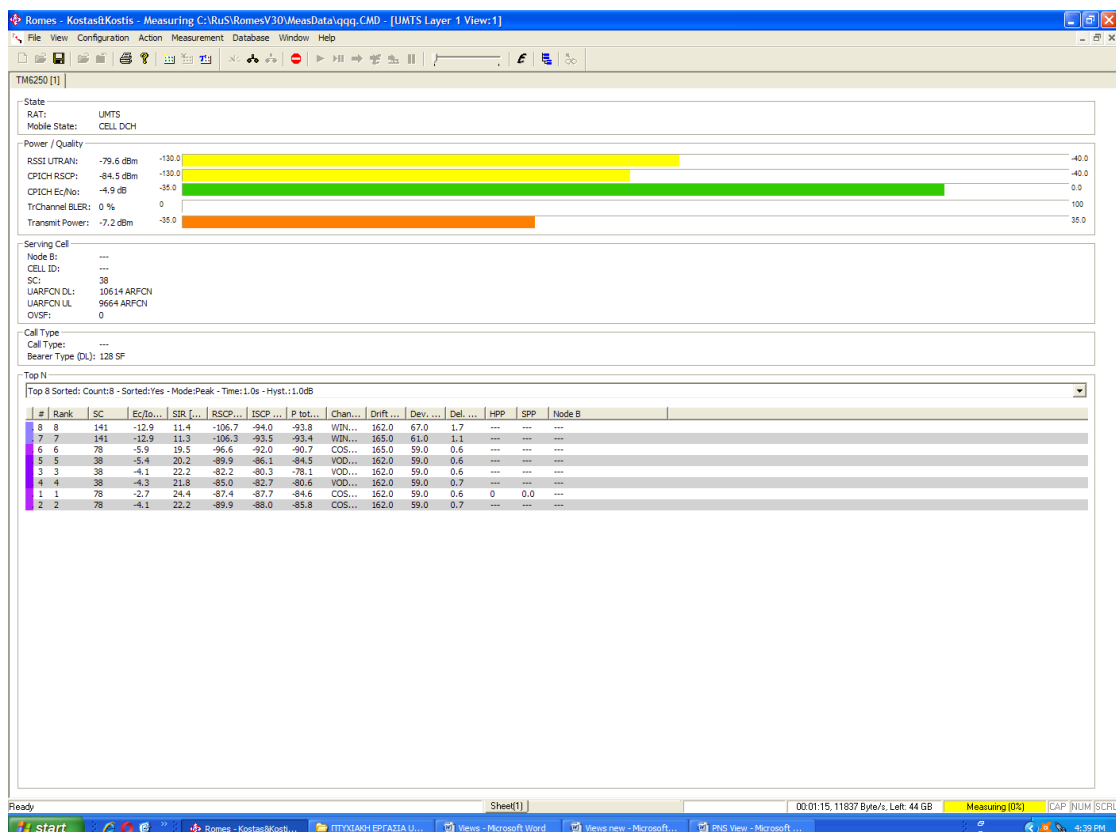 Romes - Kostas&Kostis - Measuring C:\RuS\RomesV30\MeasData\qqq.CMD - [UMTS Layer 1 View:1]
File View Configuration Action Measurement Database Window Help
TM6250 [1]
State
RAT: UMTS
Mobile State: CELL DCH
Power / Quality
RSSI UTRAN: -79.6 dBm -130.0 -40.0
CPICH RSCP: -84.5 dBm -130.0 -40.0
CPICH Ec/No: -4.9 dB -35.0 0.0
TrChannel BLER: 0 % 0 100
Transmit Power: -7.2 dBm -35.0 35.0
Serving Cell
Node B: ---
CELL ID: ---
SC: 38
UARFCN DL: 10614 ARFCN
UARFCN UL 9664 ARFCN
OVSF: 0
Call Type
Call Type: ---
Bearer Type (DL): 128 SF
Top N
Top 8 Sorted: Count:8 - Sorted:Yes - Mode:Peak - Time:1.0s - Hyst.:1.0dB
# Rank SC Ec/Io... SIR [... RSCP... ISCP ... P tot... Chan... Drift ... Dev. ... Del. ... HPP SPP Node B
8 8 141 -12.9 11.4 -106.7 -94.0 -93.8 WIN... 162.0 67.0 1.7 --- --- ---
7 7 141 -12.9 11.3 -106.3 -93.5 -93.4 WIN... 165.0 61.0 1.1 --- --- ---
6 6 78 -5.9 19.5 -96.6 -92.0 -90.7 COS... 165.0 59.0 0.6 --- --- ---
5 5 38 -5.4 20.2 -89.9 -86.1 -84.5 VOD... 162.0 59.0 0.6 --- --- ---
3 3 38 -4.1 22.2 -82.2 -80.3 -78.1 VOD... 162.0 59.0 0.6 --- --- ---
4 4 38 -4.3 21.8 -85.0 -82.7 -80.6 VOD... 162.0 59.0 0.7 --- --- ---
1 1 78 -2.7 24.4 -87.4 -87.7 -84.6 COS... 162.0 59.0 0.6 0 0.0 ---
2 2 78 -4.1 22.2 -89.9 -88.0 -85.8 COS... 162.0 59.0 0.7 --- --- ---
Ready Sheet(1) 00:01:15, 11837 Byte/s, Left: 44 GB Measuring (0%) CAP NUM SCRL
start Romes - Kostas&Kosti... ΠΤΥΧΙΑΚΗ ΕΡΓΑΣΙΑ U... Views - Microsoft Word Views new - Microsoft... PNS View - Microsoft ... 4:39 PM